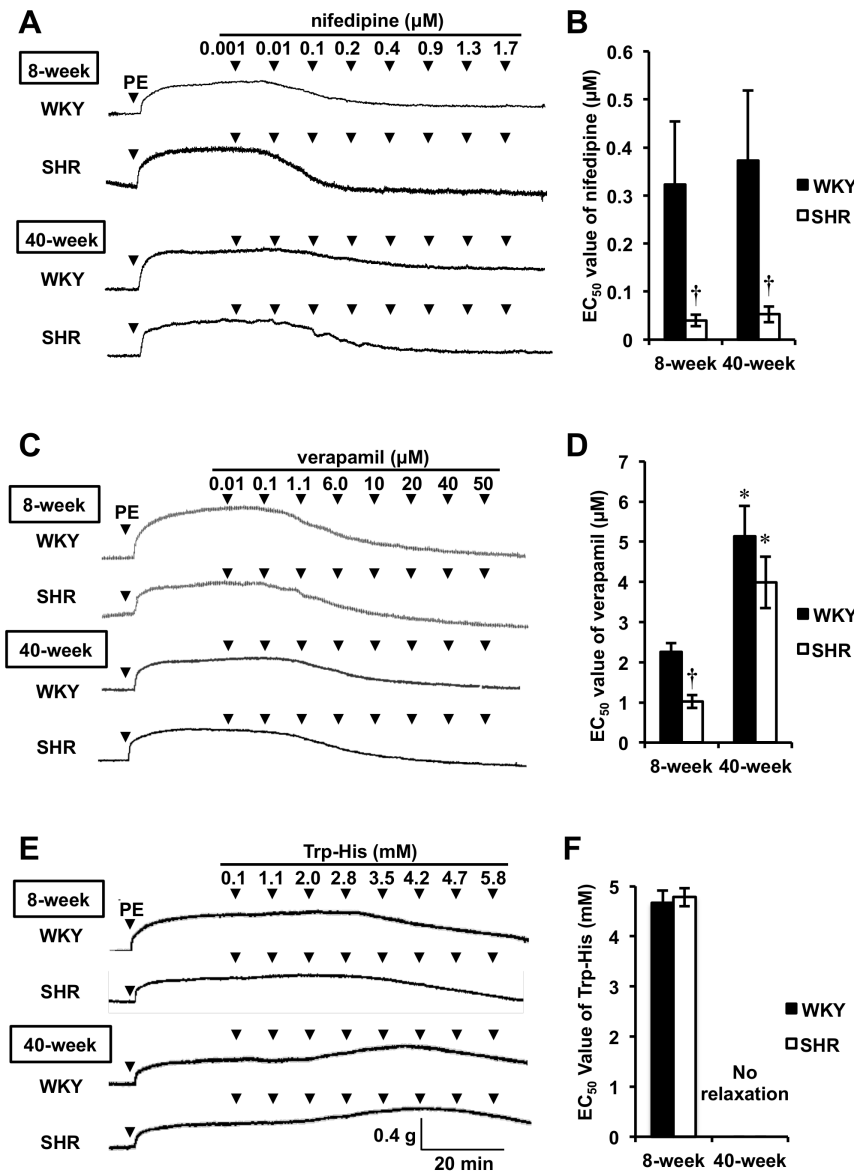 A
nifedipine (µM)
0.001 0.01 0.1 0.2 0.4 0.9 1.3 1.7
8-week
PE
WKY
SHR
40-week
WKY
SHR
B
0.6
0.5
0.4
0.3
0.2
0.1
0
EC50 value of nifedipine (µM)
†
†
WKY
SHR
8-week 40-week
C
verapamil (µM)
0.01 0.1 1.1 6.0 10 20 40 50
8-week
PE
WKY
SHR
40-week
WKY
SHR
D
7
6
5
4
3
2
1
0
EC50 value of verapamil (µM)
†
*
*
WKY
SHR
8-week 40-week
E
Trp-His (mM)
0.1 1.1 2.0 2.8 3.5 4.2 4.7 5.8
8-week
PE
WKY
SHR
40-week
WKY
SHR
0.4 g
20 min
F
5
4
3
2
1
0
EC50 Value of Trp-His (mM)
No
relaxation
WKY
SHR
8-week 40-week